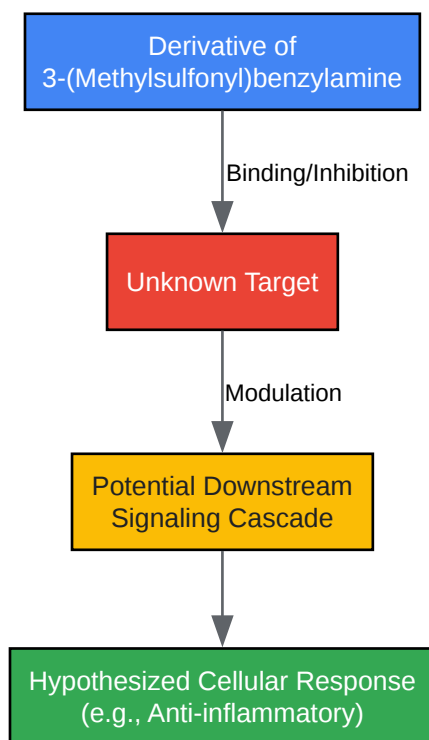 Derivative of
3-(Methylsulfonyl)benzylamine
Binding/Inhibition
Unknown Target
Modulation
Potential Downstream
Signaling Cascade
Hypothesized Cellular Response
(e.g., Anti-inflammatory)